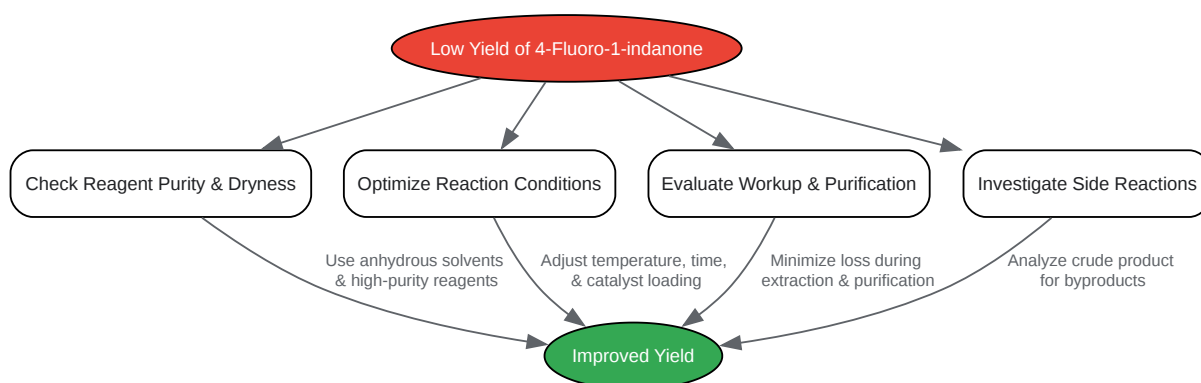 Low Yield of 4-Fluoro-1-indanone
Check Reagent Purity & Dryness
Optimize Reaction Conditions
Evaluate Workup & Purification
Investigate Side Reactions
Use anhydrous solvents
& high-purity reagents
Adjust temperature, time,
& catalyst loading
Minimize loss during
extraction & purification
Analyze crude product
for byproducts
Improved Yield